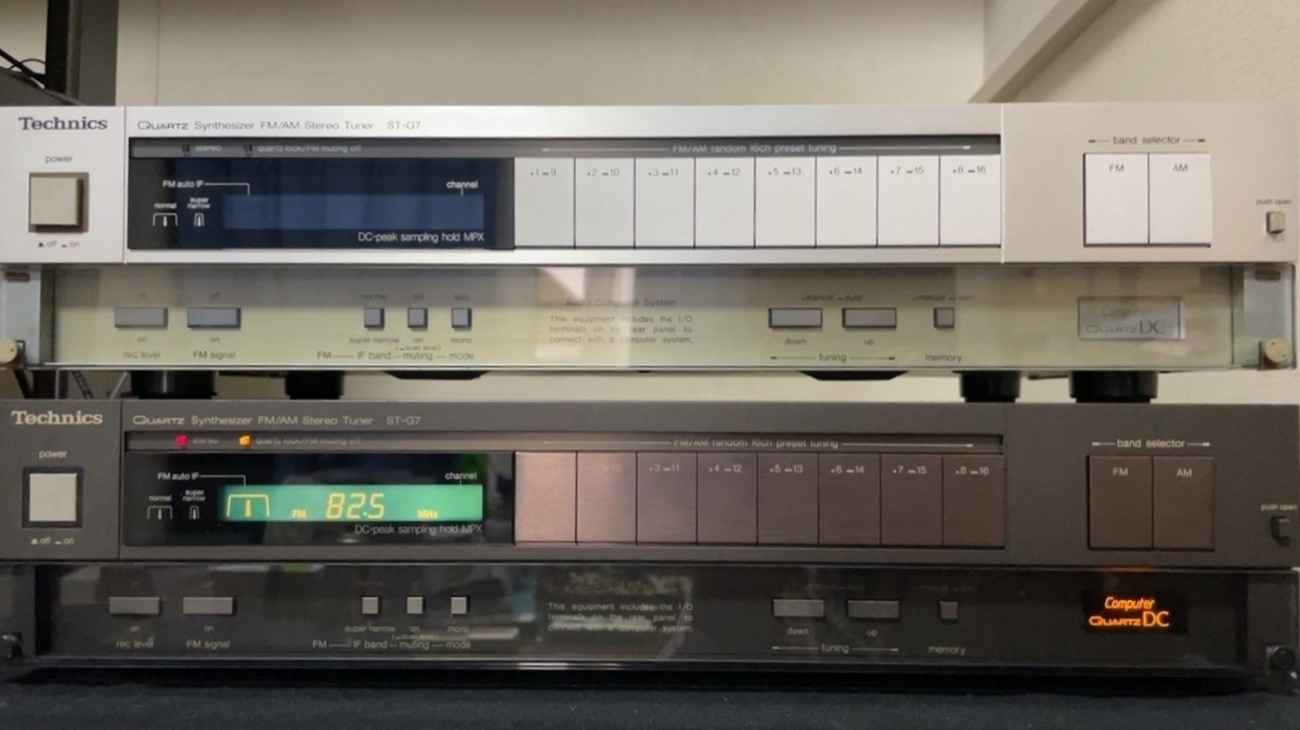 Technics
QUARTZ Synthesizer FM/AM Stereo Tuner ST-G7
stereo quartz lock/FM muting off
FM/AM random 16ch preset tuning
band selector
power
FM auto IF
channel
normal super narrow
1 9 2 10 3 11 4 12 5 13 6 14 7 15 8 16
FM AM
push open
off on
DC-peak sampling hold MPX
off normal off auto
Audio Computer System
manual auto manual auto
This equipment includes the I/O
terminals on the rear panel to
connect with a computer system.
Computer
QUARTZ DC
on on super narrow on mono
down up
rec level FM signal FM IF band muting mode
tuning memory
Technics
QUARTZ Synthesizer FM/AM Stereo Tuner ST-G7
stereo quartz lock/FM muting off
FM/AM random 16ch preset tuning
band selector
power
FM auto IF
channel
normal super narrow
10 3 11 4 12 5 13 6 14 7 15 8 16
FM AM
FM 82.5 MHz
push open
off on
DC-peak sampling hold MPX
This equipment includes the I/O
terminals on the rear panel to
connect with a computer system.
Computer
QUARTZ DC
on on super narrow on mono
down up
rec level FM signal FM IF band muting mode
tuning memory